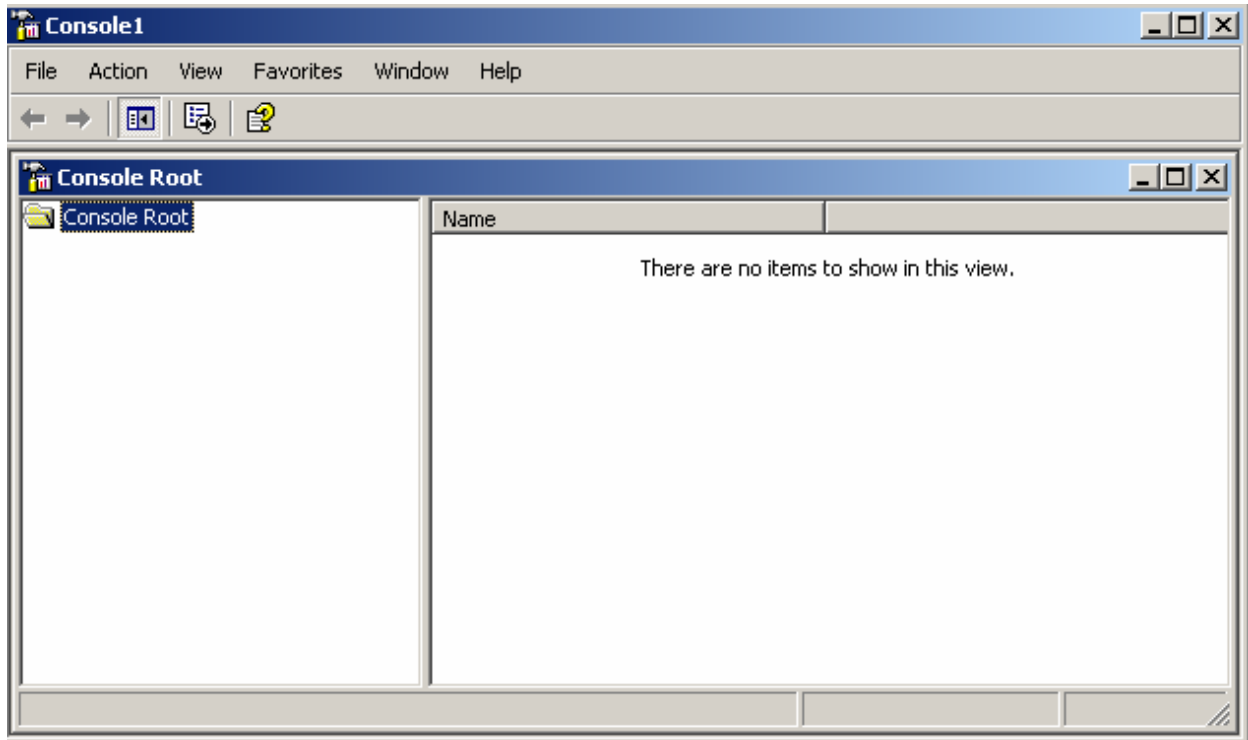 Console1
File Action View Favorites Window Help
Console Root
Console Root
Name
There are no items to show in this view.